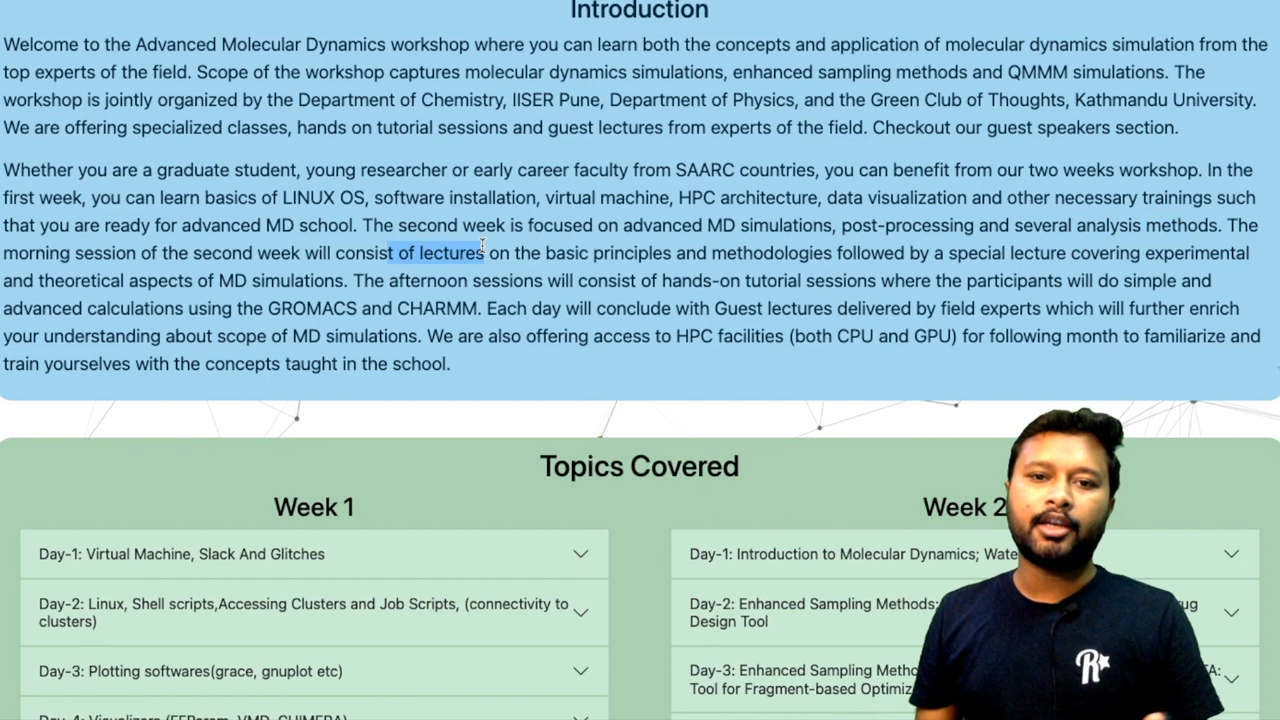 Introduction
Welcome to the Advanced Molecular Dynamics workshop where you can learn both the concepts and application of molecular dynamics simulation from the
top experts of the field. Scope of the workshop captures molecular dynamics simulations, enhanced sampling methods and QMMM simulations. The
workshop is jointly organized by the Department of Chemistry, IISER Pune, Department of Physics, and the Green Club of Thoughts, Kathmandu University.
We are offering specialized classes, hands on tutorial sessions and guest lectures from experts of the field. Checkout our guest speakers section.
Whether you are a graduate student, young researcher or early career faculty from SAARC countries, you can benefit from our two weeks workshop. In the
first week, you can learn basics of LINUX OS, software installation, virtual machine, HPC architecture, data visualization and other necessary trainings such
that you are ready for advanced MD school. The second week is focused on advanced MD simulations, post-processing and several analysis methods. The
morning session of the second week will consist of lectures on the basic principles and methodologies followed by a special lecture covering experimental
and theoretical aspects of MD simulations. The afternoon sessions will consist of hands-on tutorial sessions where the participants will do simple and
advanced calculations using the GROMACS and CHARMM. Each day will conclude with Guest lectures delivered by field experts which will further enrich
your understanding about scope of MD simulations. We are also offering access to HPC facilities (both CPU and GPU) for following month to familiarize and
train yourselves with the concepts taught in the school.
Topics Covered
Week 1
Day-1: Virtual Machine, Slack And Glitches
Day-2: Linux, Shell scripts,Accessing Clusters and Job Scripts, (connectivity to
clusters)
Day-3: Plotting softwares(grace, gnuplot etc)
Week 2
Day-1: Introduction to Molecular Dynamics;
Day-2: Enhanced Sampling Methods;
Design Tool
Day-3: Enhanced Sampling
Tool for Fragment-based
R